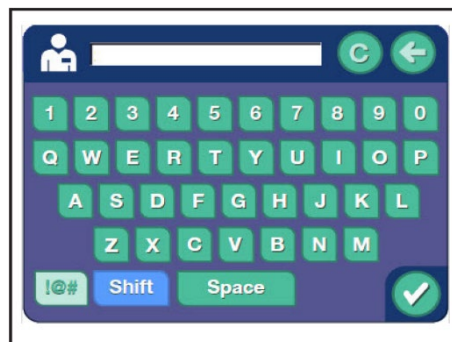 C
1 2 3 4 5 6 7 8 9 0
Q W E R T Y U I O P
A S D F G H J K L
Z X C V B N M
!@# Shift Space